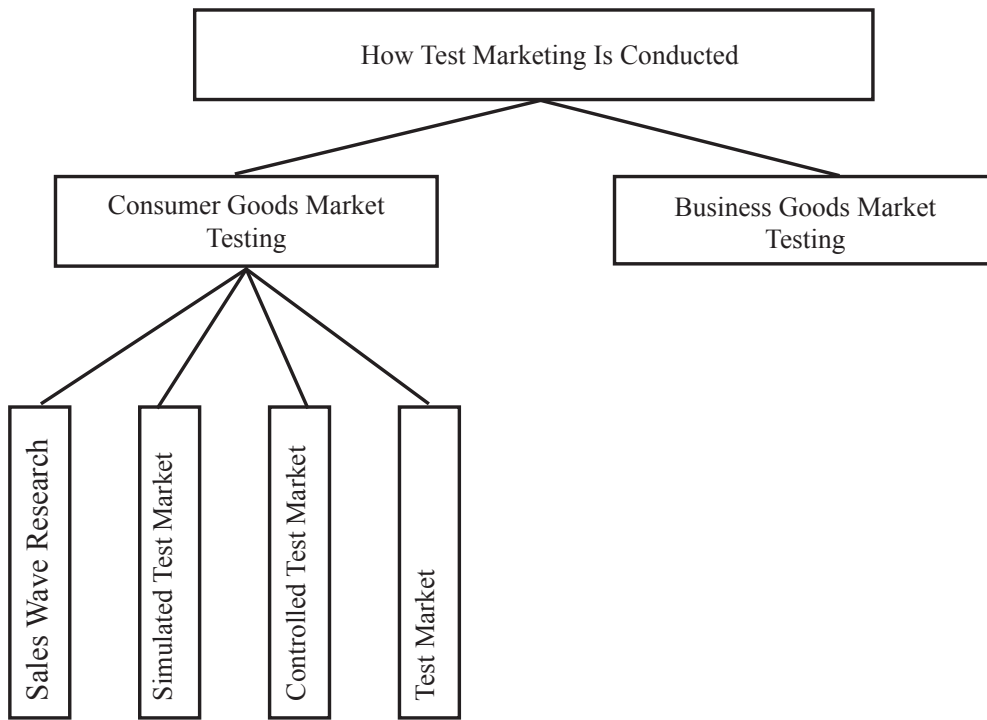 How Test Marketing Is Conducted
Consumer Goods Market
Testing
Business Goods Market
Testing
Sales Wave Research
Simulated Test Market
Controlled Test Market
Test Market